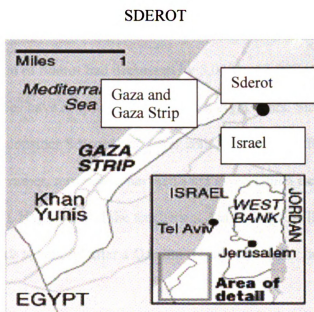 SDEROT
Miles 1
Mediterran
Sea
Gaza and
Gaza Strip
Sderot
Israel
GAZA
STRIP
Khan
Yunis
EGYPT
ISRAEL
WEST
BANK
JORDAN
Tel Aviv
Jerusalem
Area of
detail